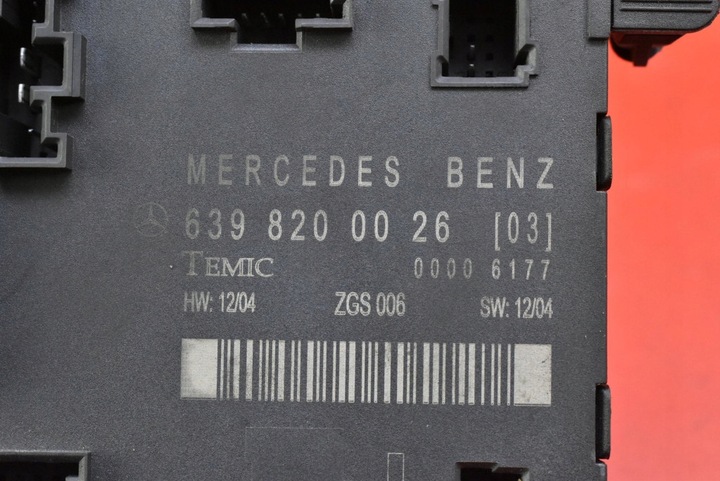 MERCEDES BENZ
639 820 00 26 [03]
TEMIC 0000 6177
HW: 12/04 ZGS 006 SW: 12/04